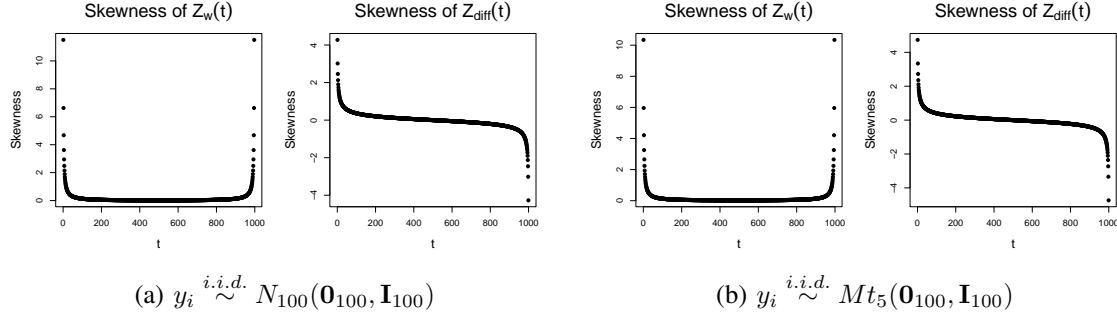 Skewness of Z_w(t)
Skewness of Z_diff(t)
Skewness of Z_w(t)
Skewness of Z_diff(t)
Skewness
0 2 4 6 8 10
0 200 400 600 800 1000
t
Skewness
−4 −2 0 2 4
0 200 400 600 800 1000
t
Skewness
0 2 4 6 8 10
0 200 400 600 800 1000
t
Skewness
−4 −2 0 2 4
0 200 400 600 800 1000
t
(a) y_i i.i.d. ∼ N_100(0_100, I_100)
(b) y_i i.i.d. ∼ Mt_5(0_100, I_100)